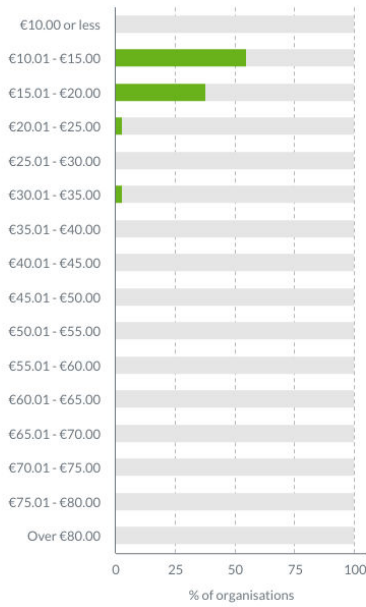 €10.00 or less
€10.01 - €15.00
€15.01 - €20.00
€20.01 - €25.00
€25.01 - €30.00
€30.01 - €35.00
€35.01 - €40.00
€40.01 - €45.00
€45.01 - €50.00
€50.01 - €55.00
€55.01 - €60.00
€60.01 - €65.00
€65.01 - €70.00
€70.01 - €75.00
€75.01 - €80.00
Over €80.00
0 25 50 75 100
% of organisations